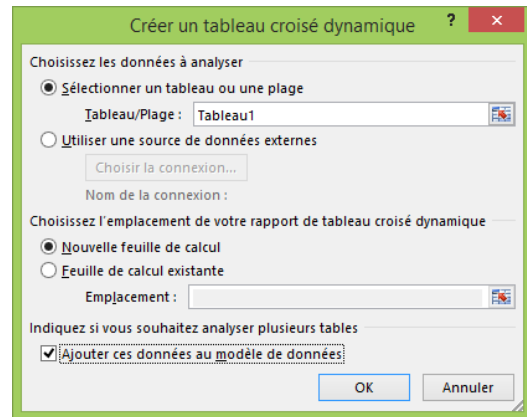 Créer un tableau croisé dynamique ? ×
Choisissez les données à analyser
Sélectionner un tableau ou une plage
Tableau/Plage : Tableau1
Utiliser une source de données externes
Choisir la connexion...
Nom de la connexion :
Choisissez l'emplacement de votre rapport de tableau croisé dynamique
Nouvelle feuille de calcul
Feuille de calcul existante
Emplacement :
Indiquez si vous souhaitez analyser plusieurs tables
Ajouter ces données au modèle de données
OK Annuler